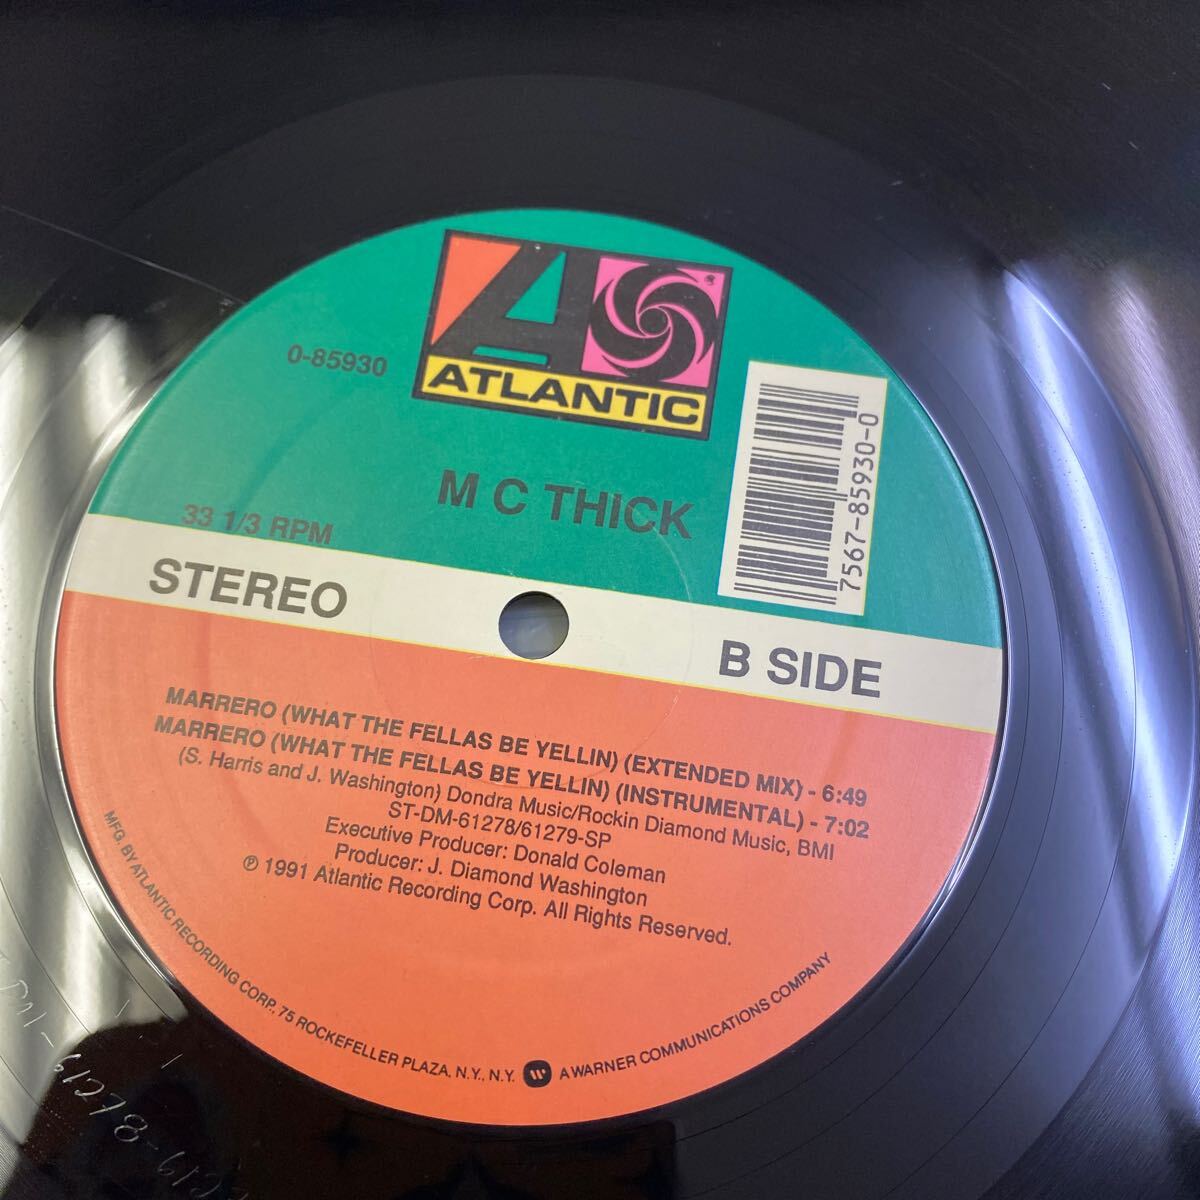 ATLANTIC
®
0-85930
M C THICK
7567-85930-0
33 1/3 RPM
STEREO
B SIDE
MARRERO (WHAT THE FELLAS BE YELLIN) (EXTENDED MIX) - 6:49
MARRERO (WHAT THE FELLAS BE YELLIN) (INSTRUMENTAL) - 7:02
(S. Harris and J. Washington) Dondra Music/Rockin Diamond Music, BMI
ST-DM-61278/61279-SP
Executive Producer: Donald Coleman
Producer: J. Diamond Washington
℗ 1991 Atlantic Recording Corp. All Rights Reserved.
MFG. BY ATLANTIC RECORDING CORP., 75 ROCKEFELLER PLAZA, N.Y., N.Y. A WARNER COMMUNICATIONS COMPANY